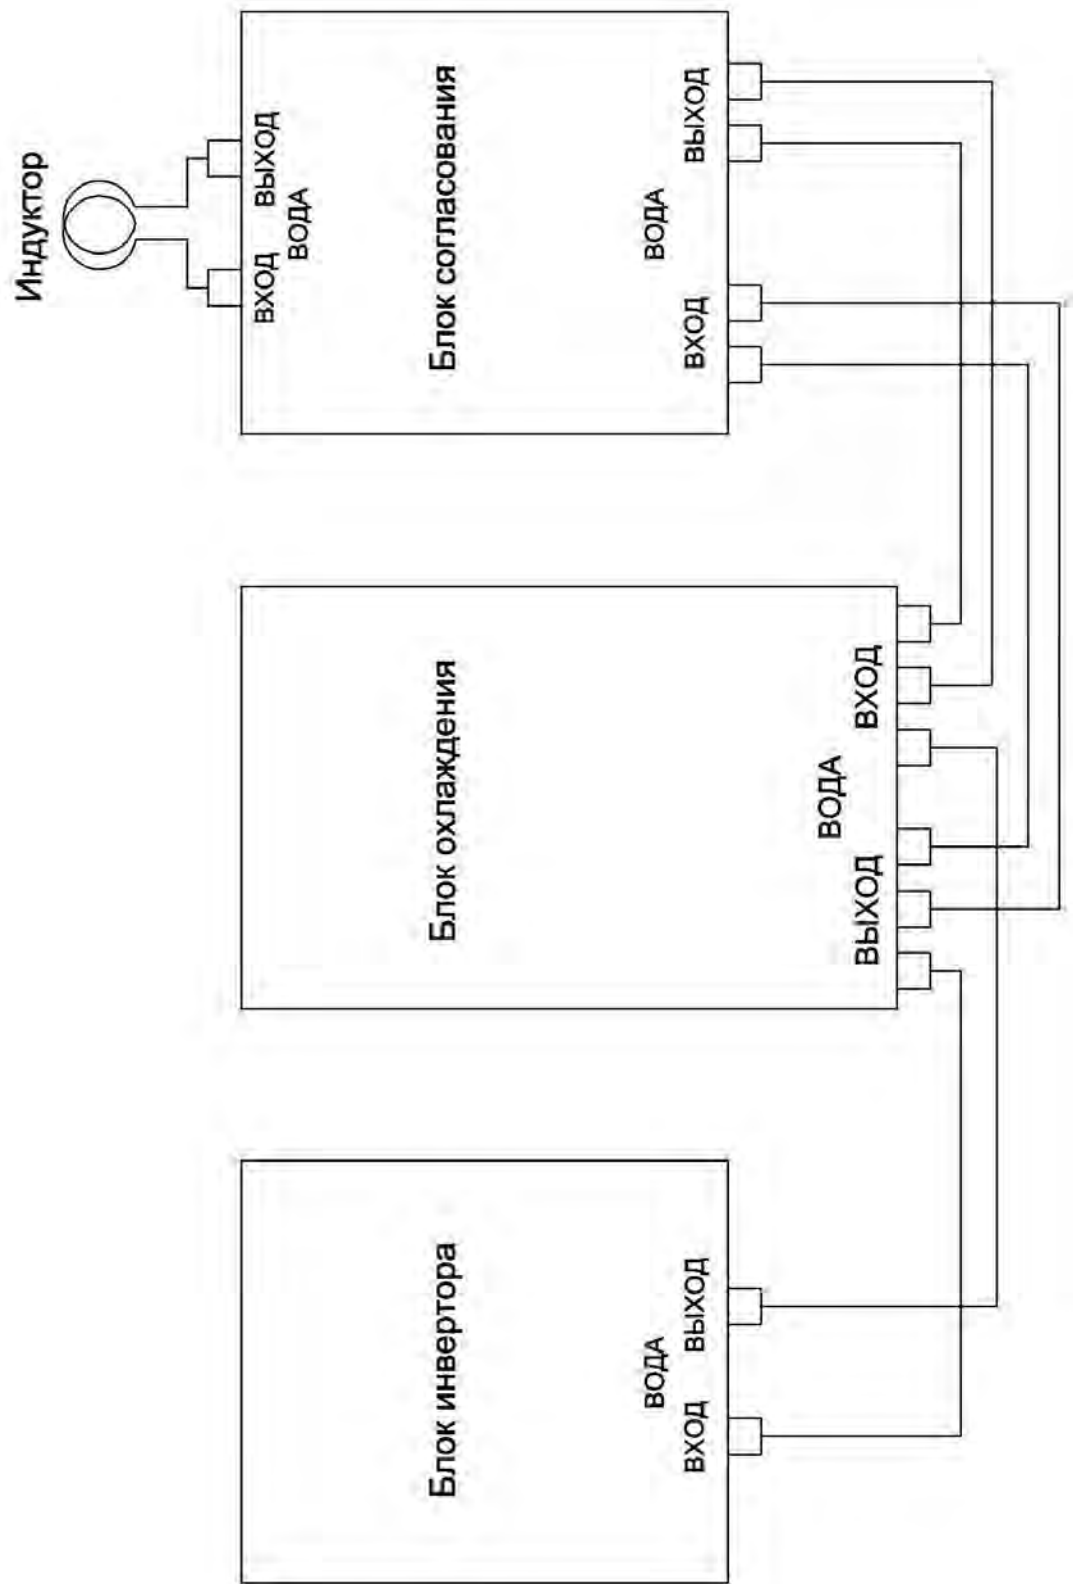 Индуктор
ВХОД
ВЫХОД
ВОДА
Блок инвертора
Блок охлаждения
Блок согласования
ВОДА
ВХОД
ВЫХОД
ВОДА
ВЫХОД
ВХОД
ВОДА
ВХОД
ВЫХОД